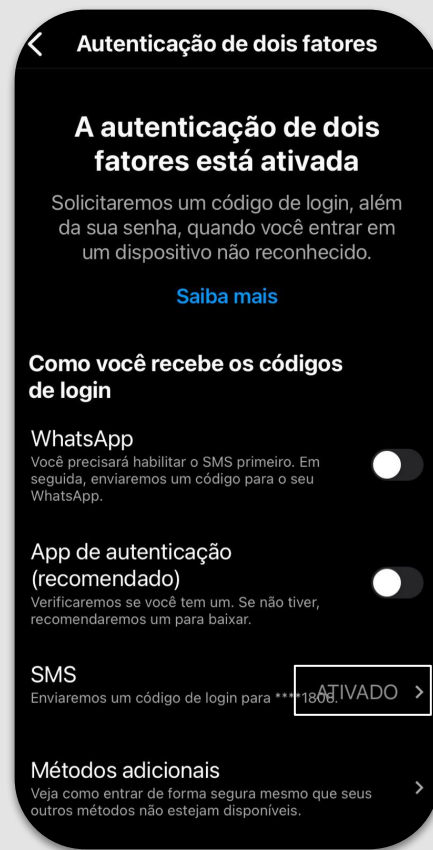 Autenticação de dois fatores
A autenticação de dois
fatores está ativada
Solicitaremos um código de login, além
da sua senha, quando você entrar em
um dispositivo não reconhecido.
Saiba mais
Como você recebe os códigos
de login
WhatsApp
Você precisará habilitar o SMS primeiro. Em
seguida, enviaremos um código para o seu
WhatsApp.
App de autenticação
(recomendado)
Verificaremos se você tem um. Se não tiver,
recomendaremos um para baixar.
SMS
ATIVADO
Enviaremos um código de login para ****1808.
Métodos adicionais
Veja como entrar de forma segura mesmo que seus
outros métodos não estejam disponíveis.